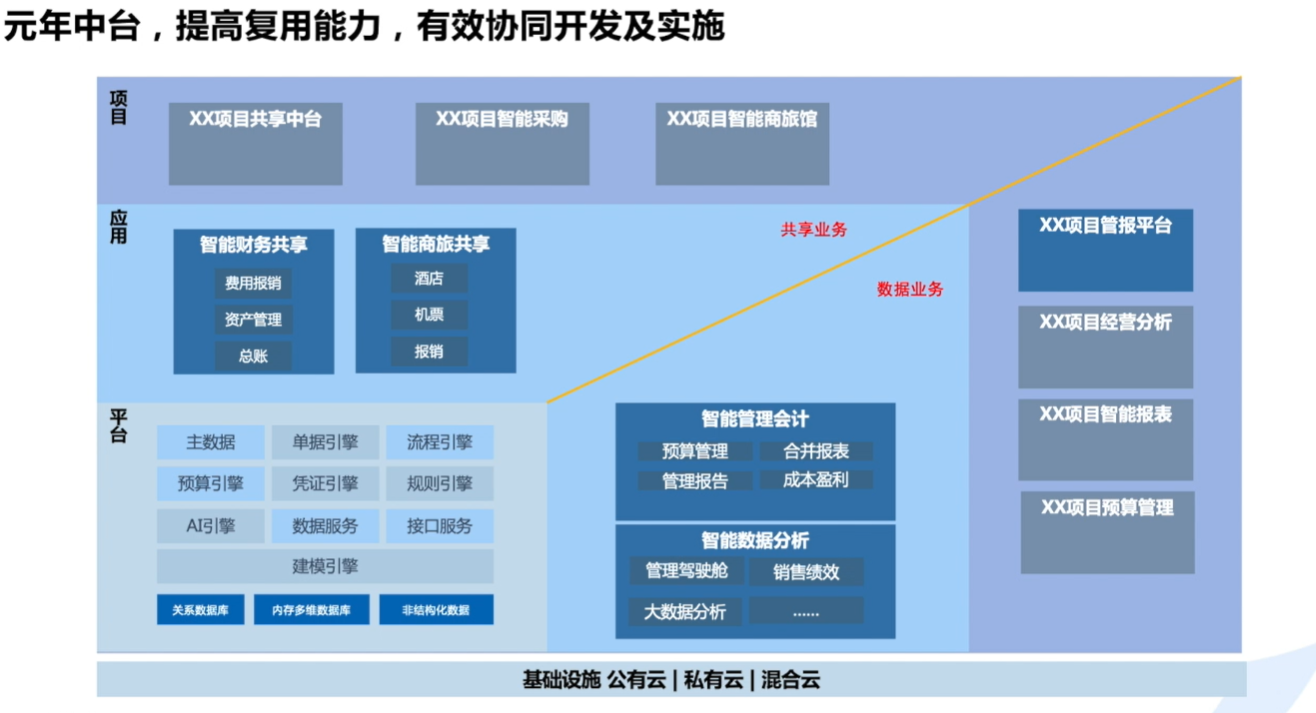 元年中台，提高复用能力，有效协同开发及实施
项目
XX项目共享中台
XX项目智能采购
XX项目智能商旅馆
应用
智能财务共享
费用报销
资产管理
总账
智能商旅共享
酒店
机票
报销
共享业务
数据业务
XX项目管报平台
XX项目经营分析
XX项目智能报表
XX项目预算管理
平台
主数据
单据引擎
流程引擎
预算引擎
凭证引擎
规则引擎
AI引擎
数据服务
接口服务
建模引擎
关系数据库
内存多维数据库
非结构化数据
智能管理会计
预算管理
合并报表
管理报告
成本盈利
智能数据分析
管理驾驶舱
销售绩效
大数据分析
......
基础设施 公有云 | 私有云 | 混合云